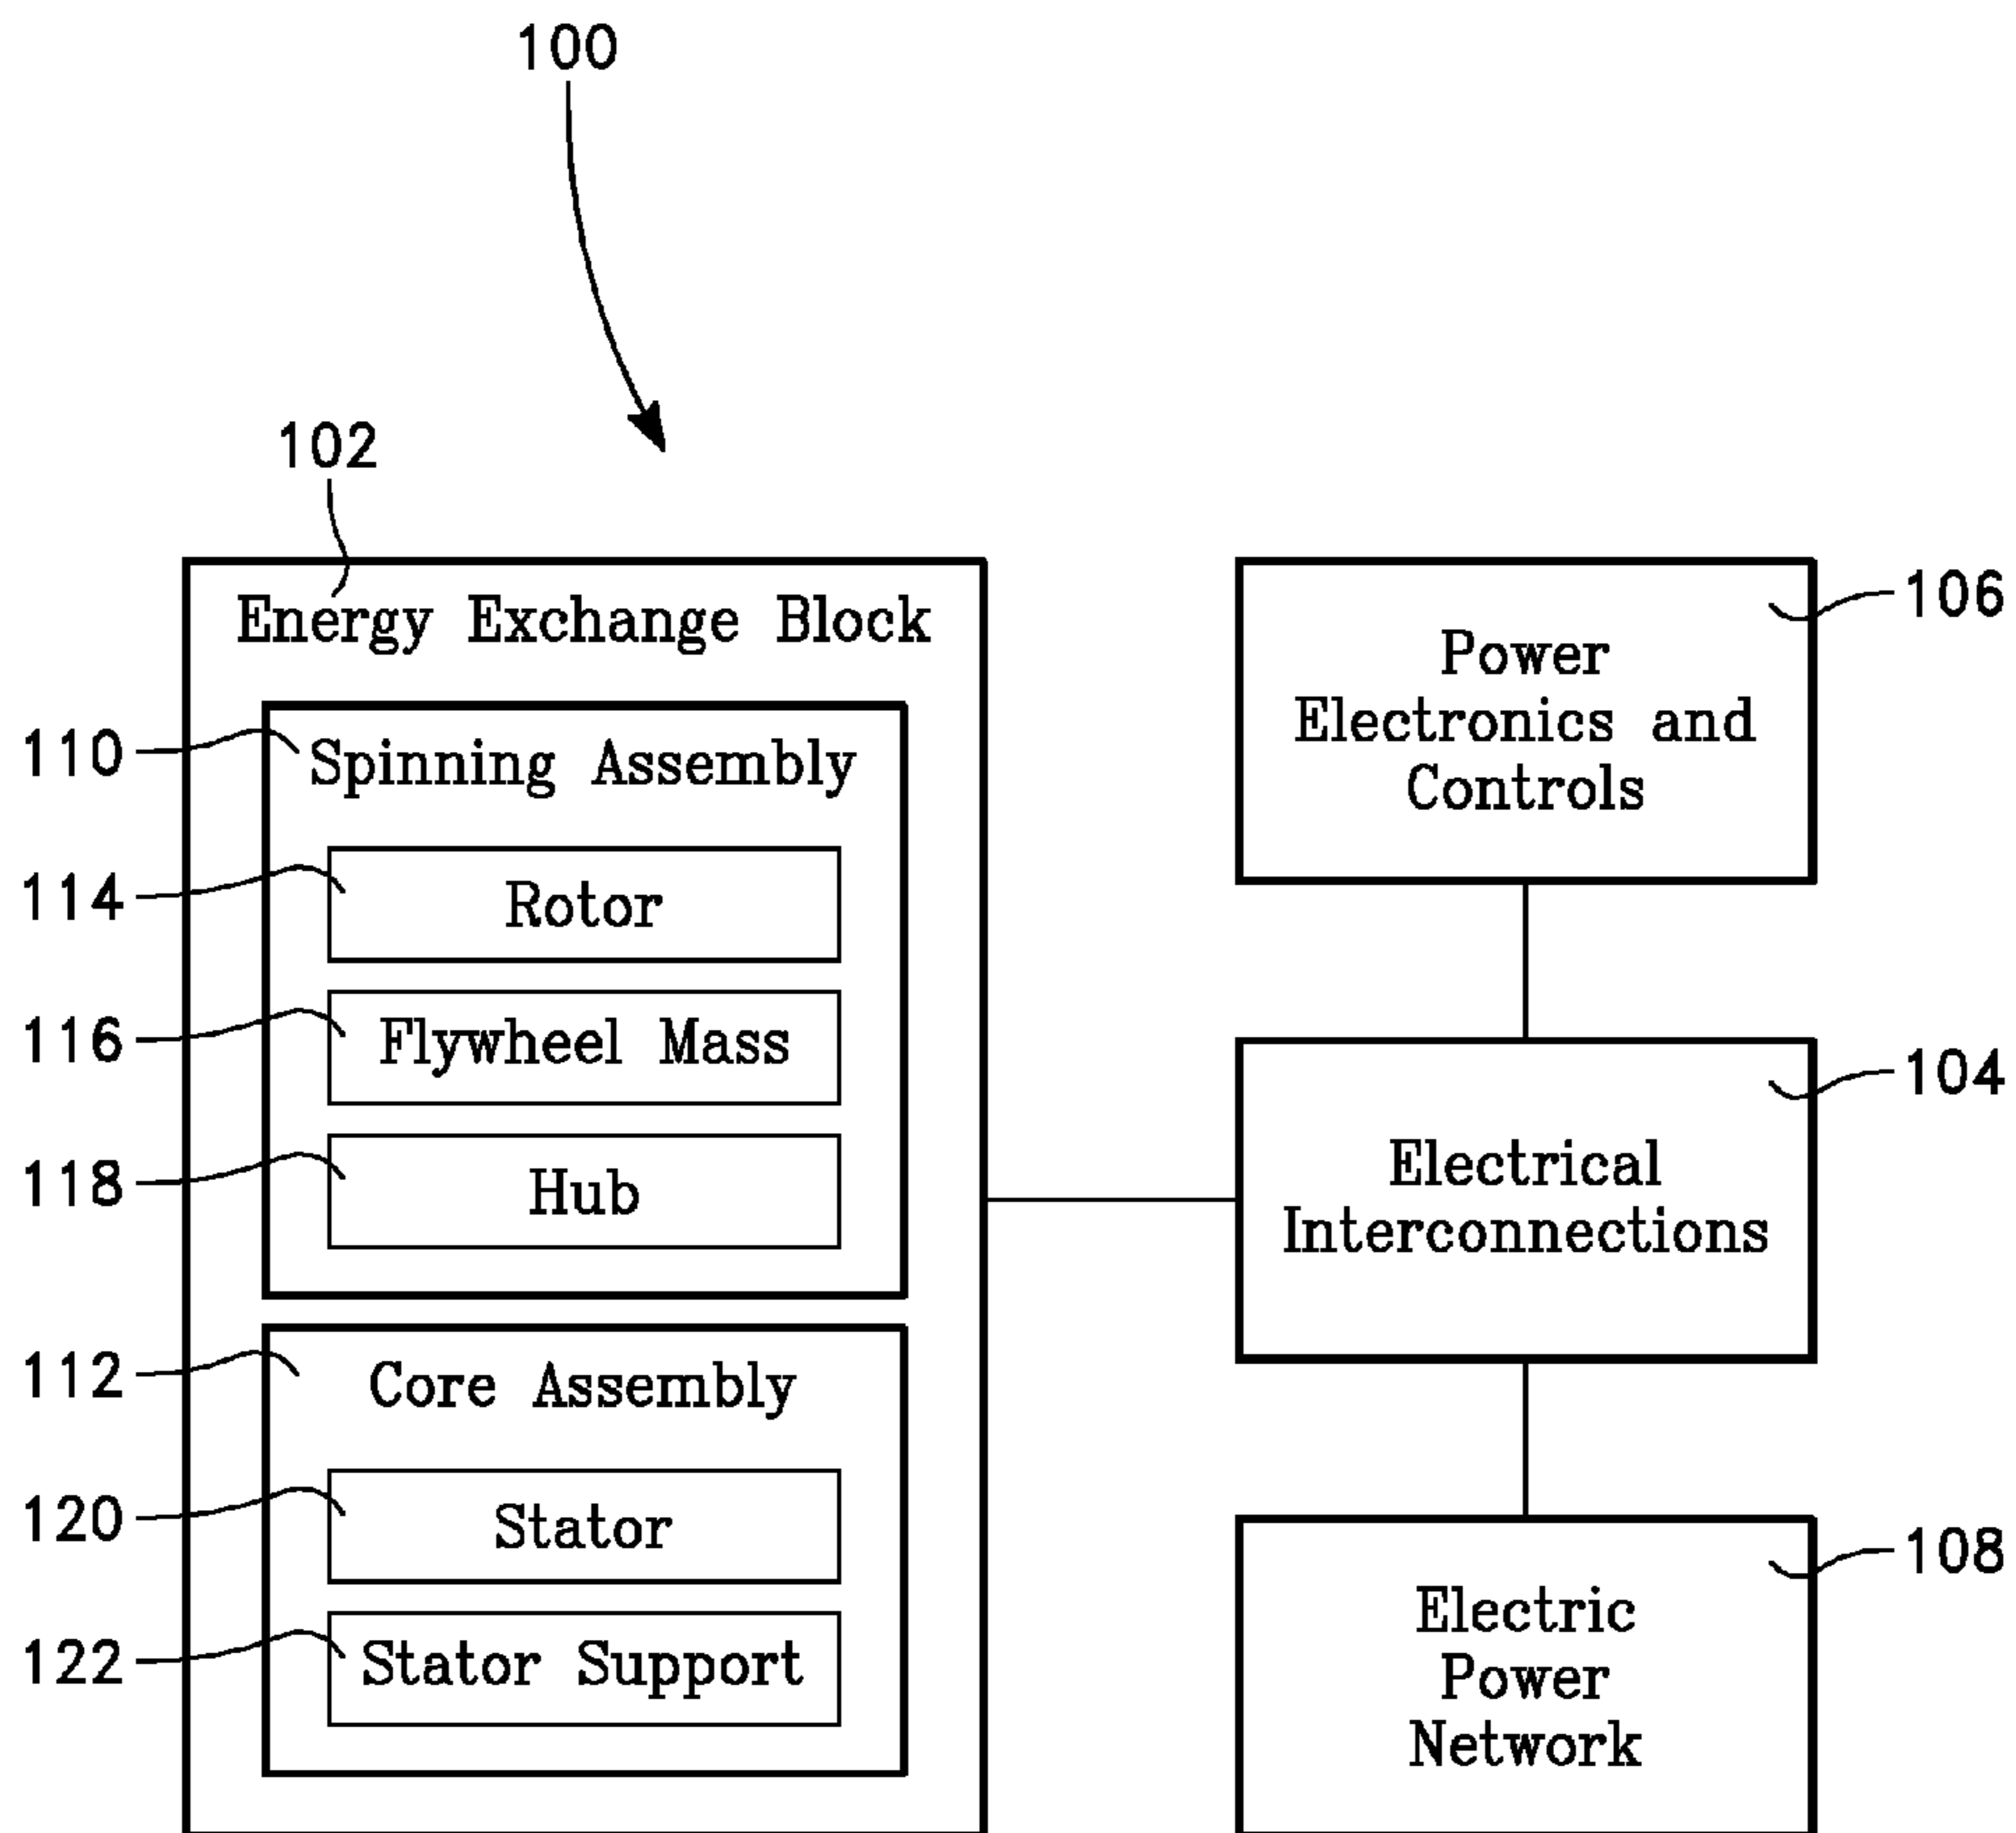 100
102
Energy Exchange Block
110
Spinning Assembly
114
Rotor
116
Flywheel Mass
118
Hub
112
Core Assembly
120
Stator
122
Stator Support
106
Power
Electronics and
Controls
104
Electrical
Interconnections
108
Electric
Power
Network